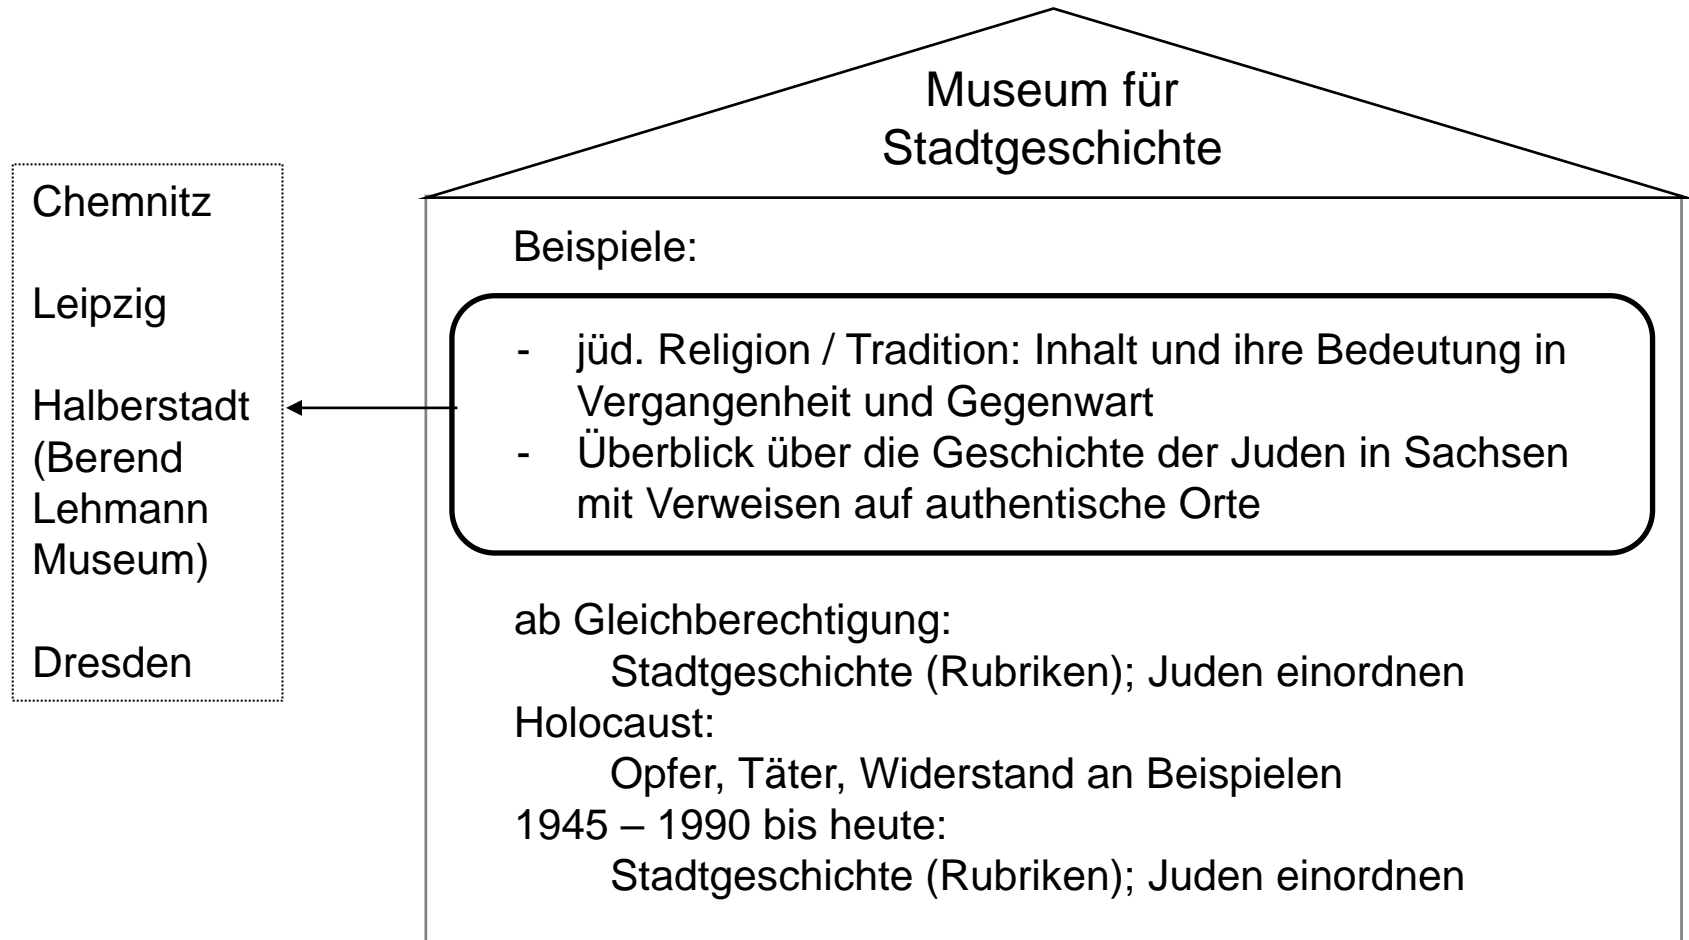 Museum für
Stadtgeschichte
Chemnitz
Leipzig
Halberstadt
(Berend
Lehmann
Museum)
Dresden
Beispiele:
- jüd. Religion / Tradition: Inhalt und ihre Bedeutung in
Vergangenheit und Gegenwart
- Überblick über die Geschichte der Juden in Sachsen
mit Verweisen auf authentische Orte
ab Gleichberechtigung:
Stadtgeschichte (Rubriken); Juden einordnen
Holocaust:
Opfer, Täter, Widerstand an Beispielen
1945 – 1990 bis heute:
Stadtgeschichte (Rubriken); Juden einordnen